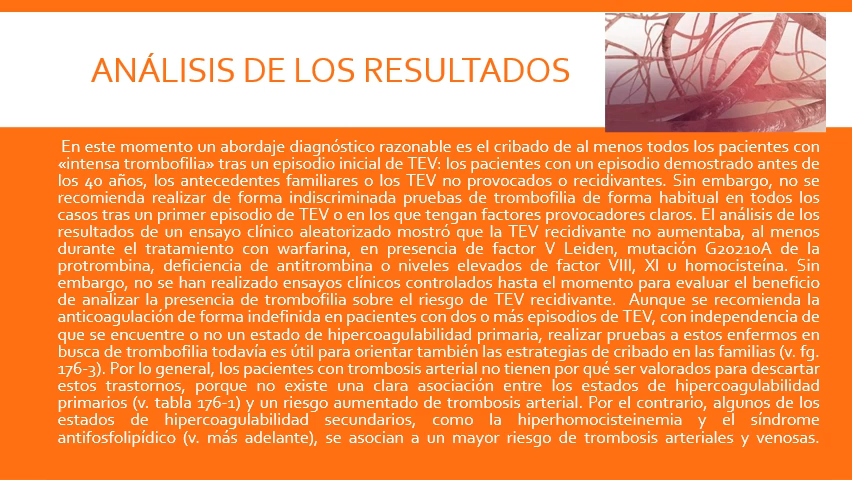 ANÁLISIS DE LOS RESULTADOS
En este momento un abordaje diagnóstico razonable es el cribado de al menos todos los pacientes con
«intensa trombofilia» tras un episodio inicial de TEV: los pacientes con un episodio demostrado antes de
los 40 años, los antecedentes familiares o los TEV no provocados o recidivantes. Sin embargo, no se
recomienda realizar de forma indiscriminada pruebas de trombofilia de forma habitual en todos los
casos tras un primer episodio de TEV o en los que tengan factores provocadores claros. El análisis de los
resultados de un ensayo clínico aleatorizado mostró que la TEV recidivante no aumentaba, al menos
durante el tratamiento con warfarina, en presencia de factor V Leiden, mutación G20210A de la
protrombina, deficiencia de antitrombina o niveles elevados de factor VIII, XI u homocisteína. Sin
embargo, no se han realizado ensayos clínicos controlados hasta el momento para evaluar el beneficio
de analizar la presencia de trombofilia sobre el riesgo de TEV recidivante. Aunque se recomienda la
anticoagulación de forma indefinida en pacientes con dos o más episodios de TEV, con independencia de
que se encuentre o no un estado de hipercoagulabilidad primaria, realizar pruebas a estos enfermos en
busca de trombofilia todavía es útil para orientar también las estrategias de cribado en las familias (v. fg.
176-3). Por lo general, los pacientes con trombosis arterial no tienen por qué ser valorados para descartar
estos trastornos, porque no existe una clara asociación entre los estados de hipercoagulabilidad
primarios (v. tabla 176-1) y un riesgo aumentado de trombosis arterial. Por el contrario, algunos de los
estados de hipercoagulabilidad secundarios, como la hiperhomocisteinemia y el síndrome
antifosfolipídico (v. más adelante), se asocian a un mayor riesgo de trombosis arteriales y venosas.